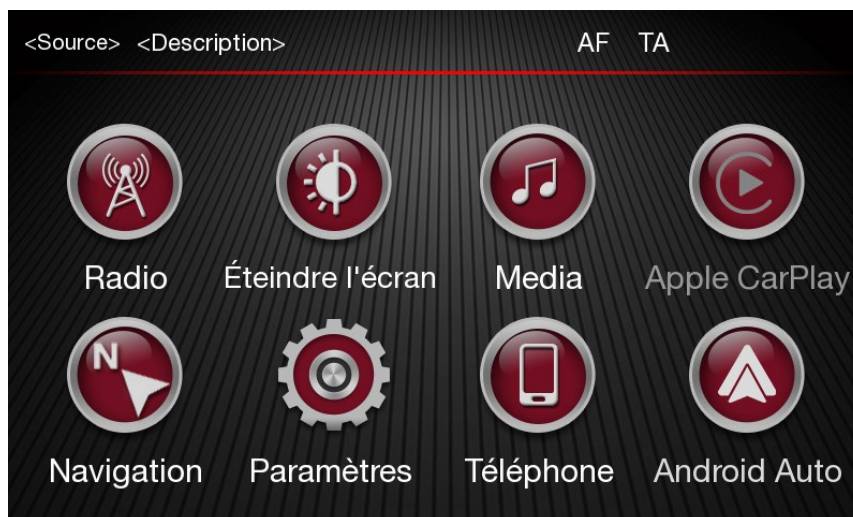 <Source> <Description> AF TA
Radio Éteindre l'écran Media Apple CarPlay
N
Navigation Paramètres Téléphone Android Auto